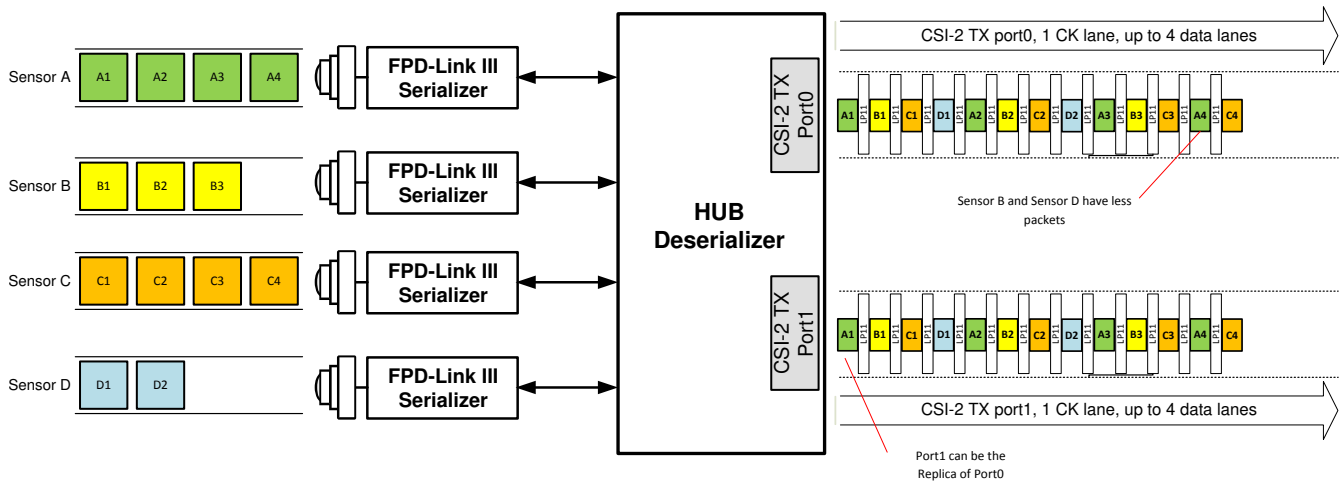 CSI-2 TX port0, 1 CK lane, up to 4 data lanes
Sensor A
A1 A2 A3 A4
FPD-Link III
Serializer
CSI-2 TX
Port0
A1 LP11 B1 LP11 C1 LP11 D1 LP11 A2 LP11 B2 LP11 C2 LP11 D2 LP11 A3 LP11 B3 LP11 C3 LP11 A4 LP11 C4
Sensor B
B1 B2 B3
FPD-Link III
Serializer
Sensor B and Sensor D have less
packets
HUB
Deserializer
Sensor C
C1 C2 C3 C4
FPD-Link III
Serializer
CSI-2 TX
Port1
A1 LP11 B1 LP11 C1 LP11 D1 LP11 A2 LP11 B2 LP11 C2 LP11 D2 LP11 A3 LP11 B3 LP11 C3 LP11 A4 LP11 C4
Sensor D
D1 D2
FPD-Link III
Serializer
CSI-2 TX port1, 1 CK lane, up to 4 data lanes
Port1 can be the
Replica of Port0